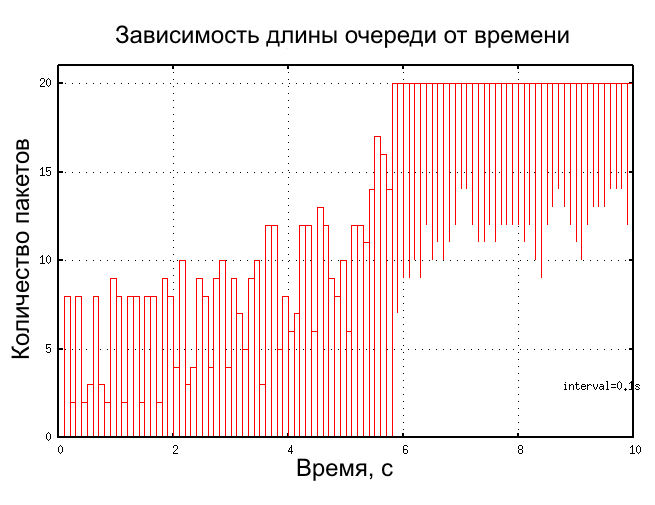 Зависимость длины очереди от времени
Количество пакетов
20
15
10
5
0
interval=0.1s
0 2 4 6 8 10
Время, с